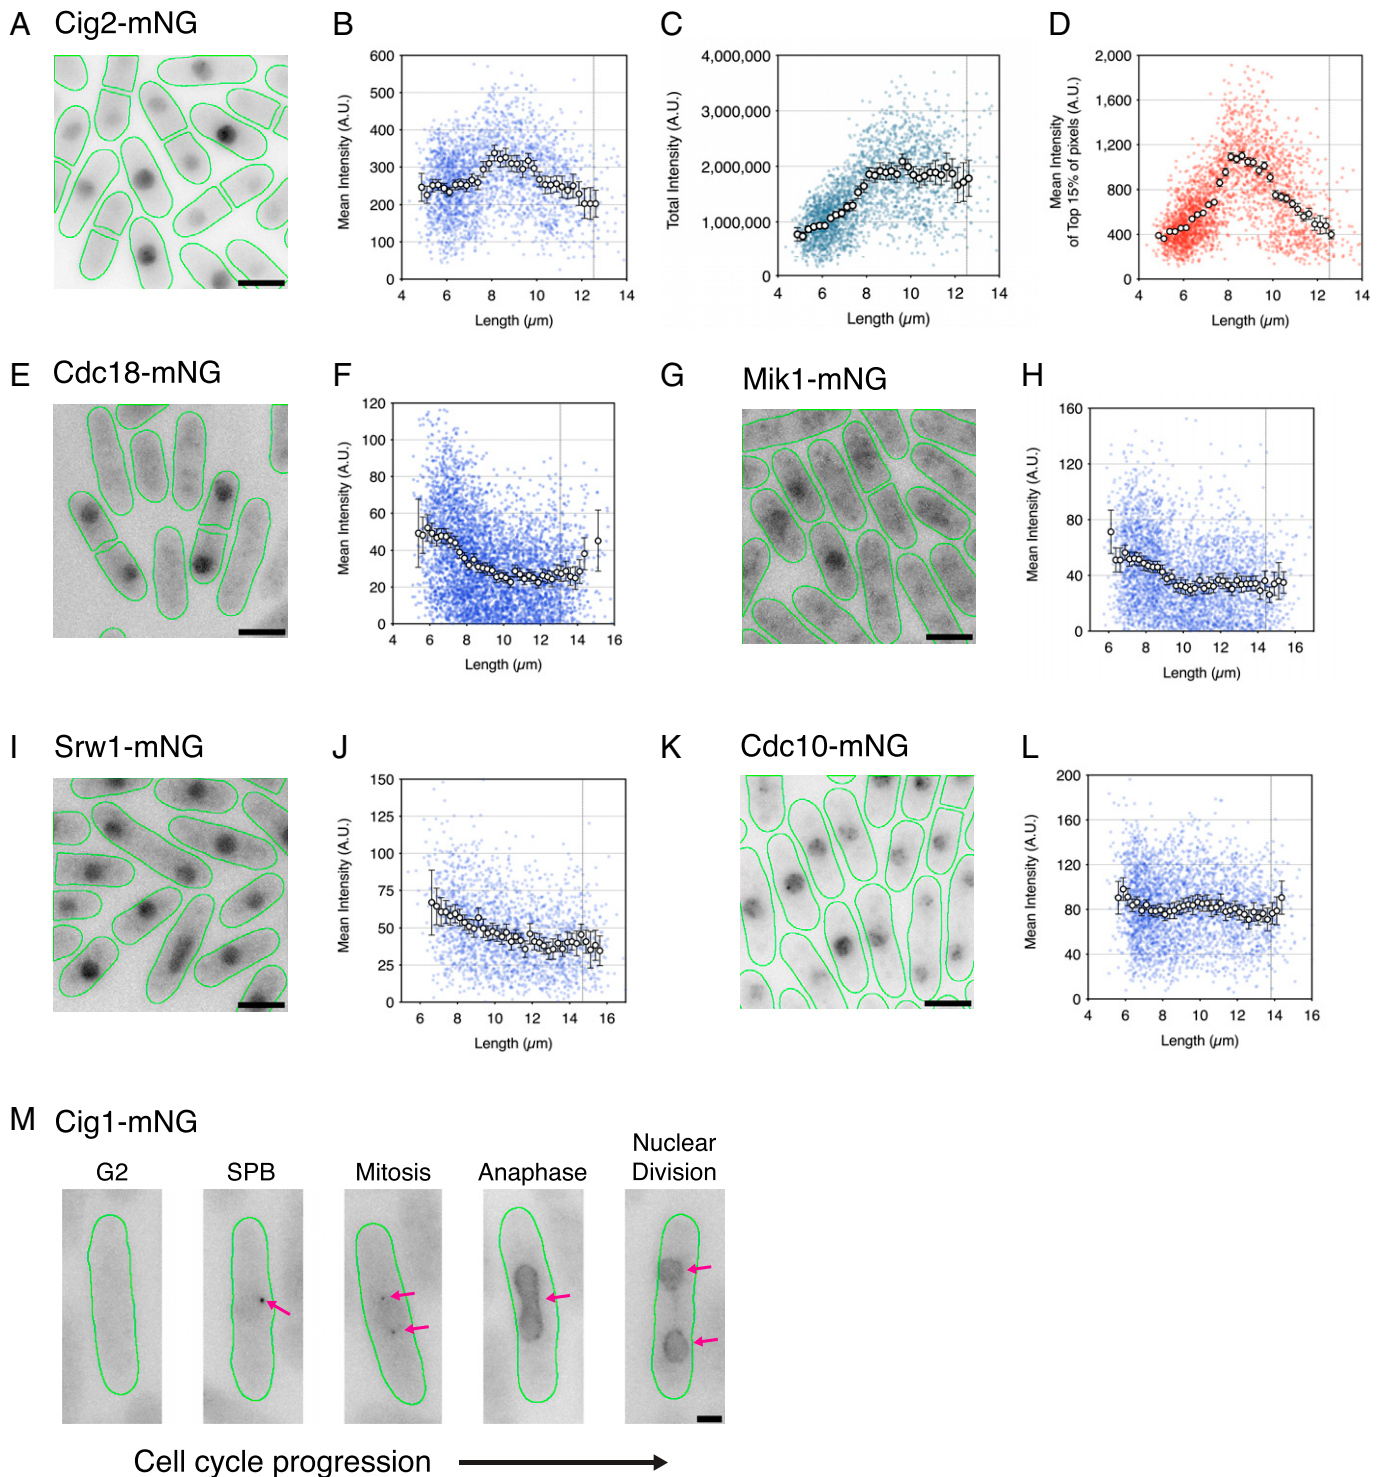 A Cig2-mNG
B
Mean Intensity (A.U.)
600
500
400
300
200
100
0
4 6 8 10 12 14
Length (µm)
C
Total Intensity (A.U.)
4,000,000
3,000,000
2,000,000
1,000,000
0
4 6 8 10 12 14
Length (µm)
D
Mean Intensity
of Top 15% of pixels (A.U.)
2,000
1,600
1,200
800
400
0
4 6 8 10 12 14
Length (µm)
E Cdc18-mNG
F
Mean Intensity (A.U.)
120
100
80
60
40
20
0
4 6 8 10 12 14 16
Length (µm)
G Mik1-mNG
H
Mean Intensity (A.U.)
160
120
80
40
0
6 8 10 12 14 16
Length (µm)
I Srw1-mNG
J
Mean Intensity (A.U.)
150
125
100
75
50
25
0
6 8 10 12 14 16
Length (µm)
K Cdc10-mNG
L
Mean Intensity (A.U.)
200
160
120
80
40
0
4 6 8 10 12 14 16
Length (µm)
M Cig1-mNG
G2
SPB
Mitosis
Anaphase
Nuclear
Division
Cell cycle progression